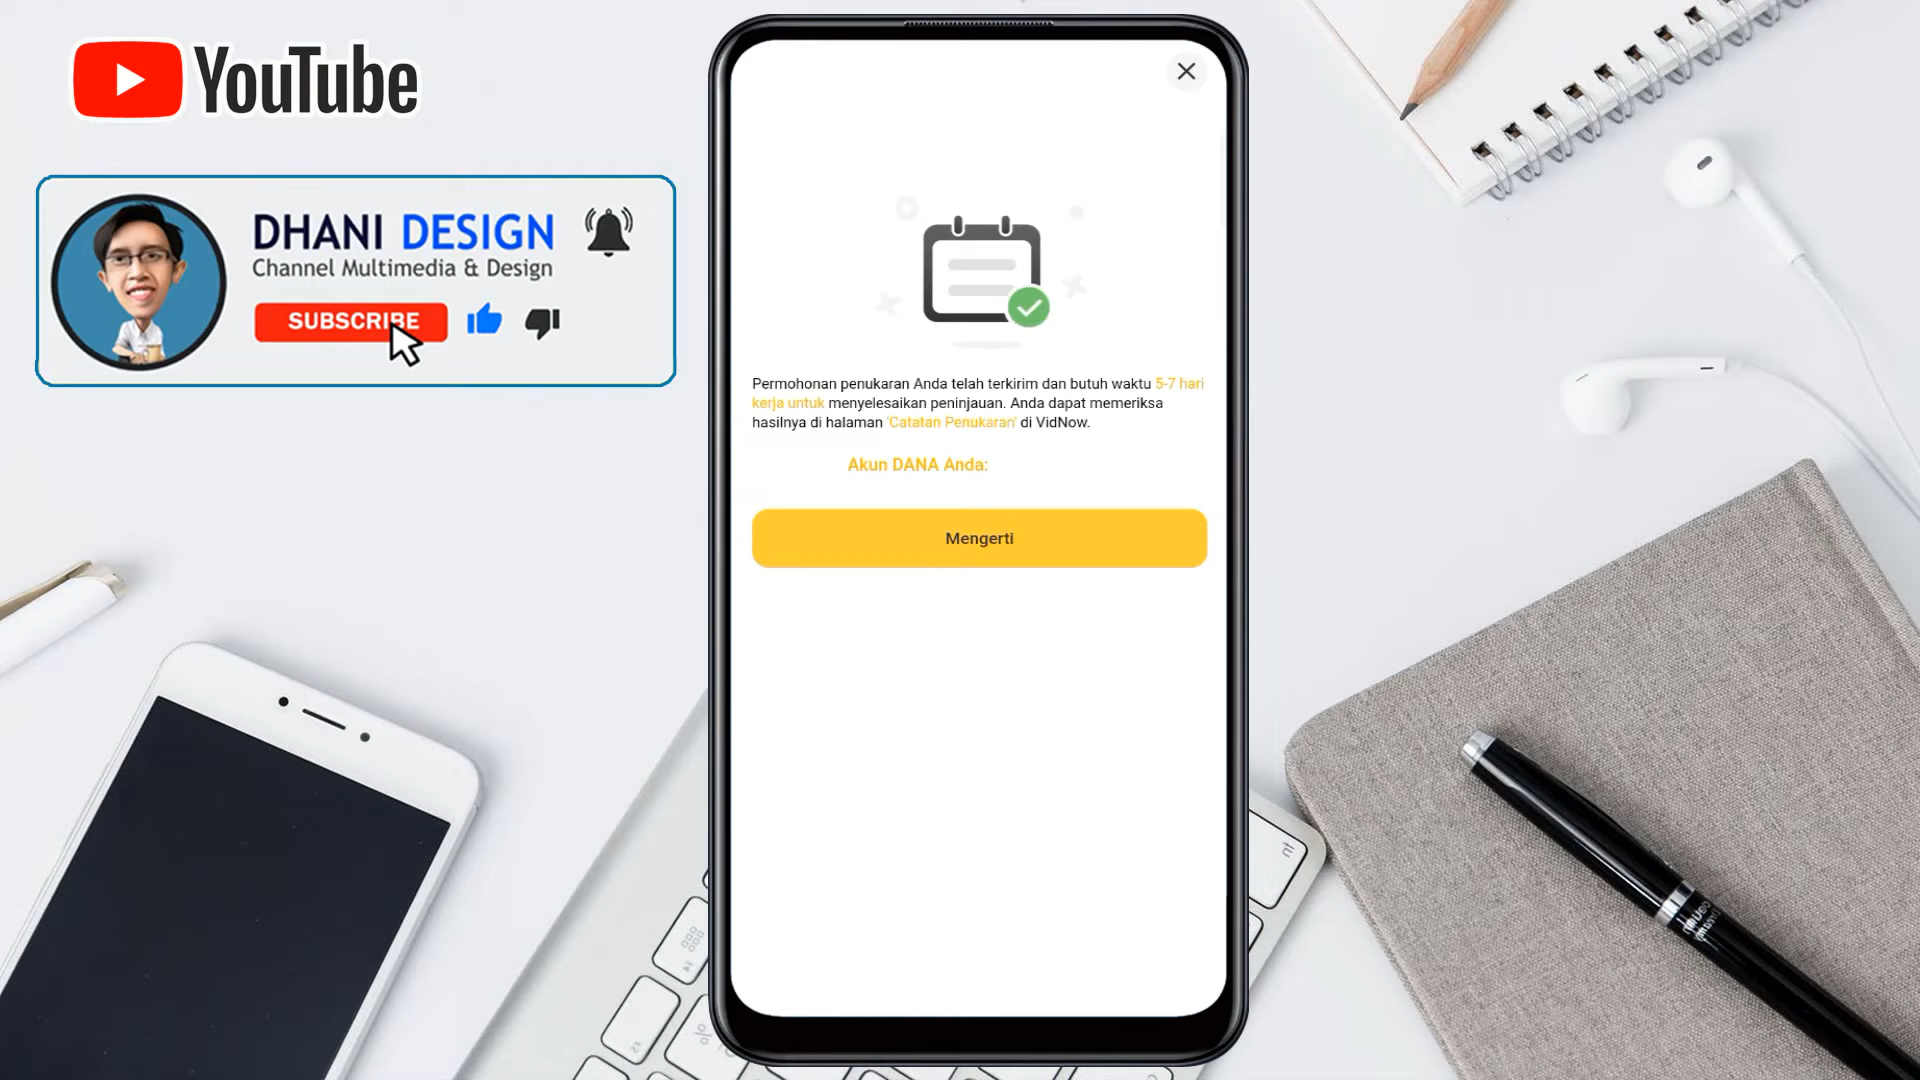 YouTube
DHANI DESIGN
Channel Multimedia & Design
SUBSCRIBE
Permohonan penukaran Anda telah terkirim dan butuh waktu 5-7 hari
kerja untuk menyelesaikan peninjauan. Anda dapat memeriksa
hasilnya di halaman 'Catatan Penukaran' di VidNow.
Akun DANA Anda:
Mengerti